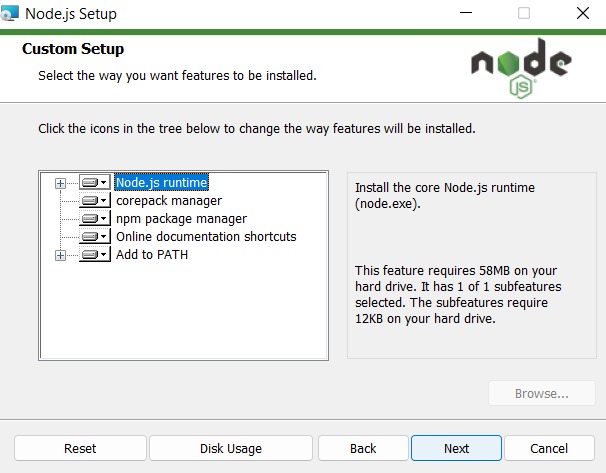 Node.js Setup
Custom Setup
Select the way you want features to be installed.
node
JS
Click the icons in the tree below to change the way features will be installed.
Node.js runtime
corepack manager
npm package manager
Online documentation shortcuts
Add to PATH
Install the core Node.js runtime
(node.exe).
This feature requires 58MB on your
hard drive. It has 1 of 1 subfeatures
selected. The subfeatures require
12KB on your hard drive.
Browse...
Reset
Disk Usage
Back
Next
Cancel